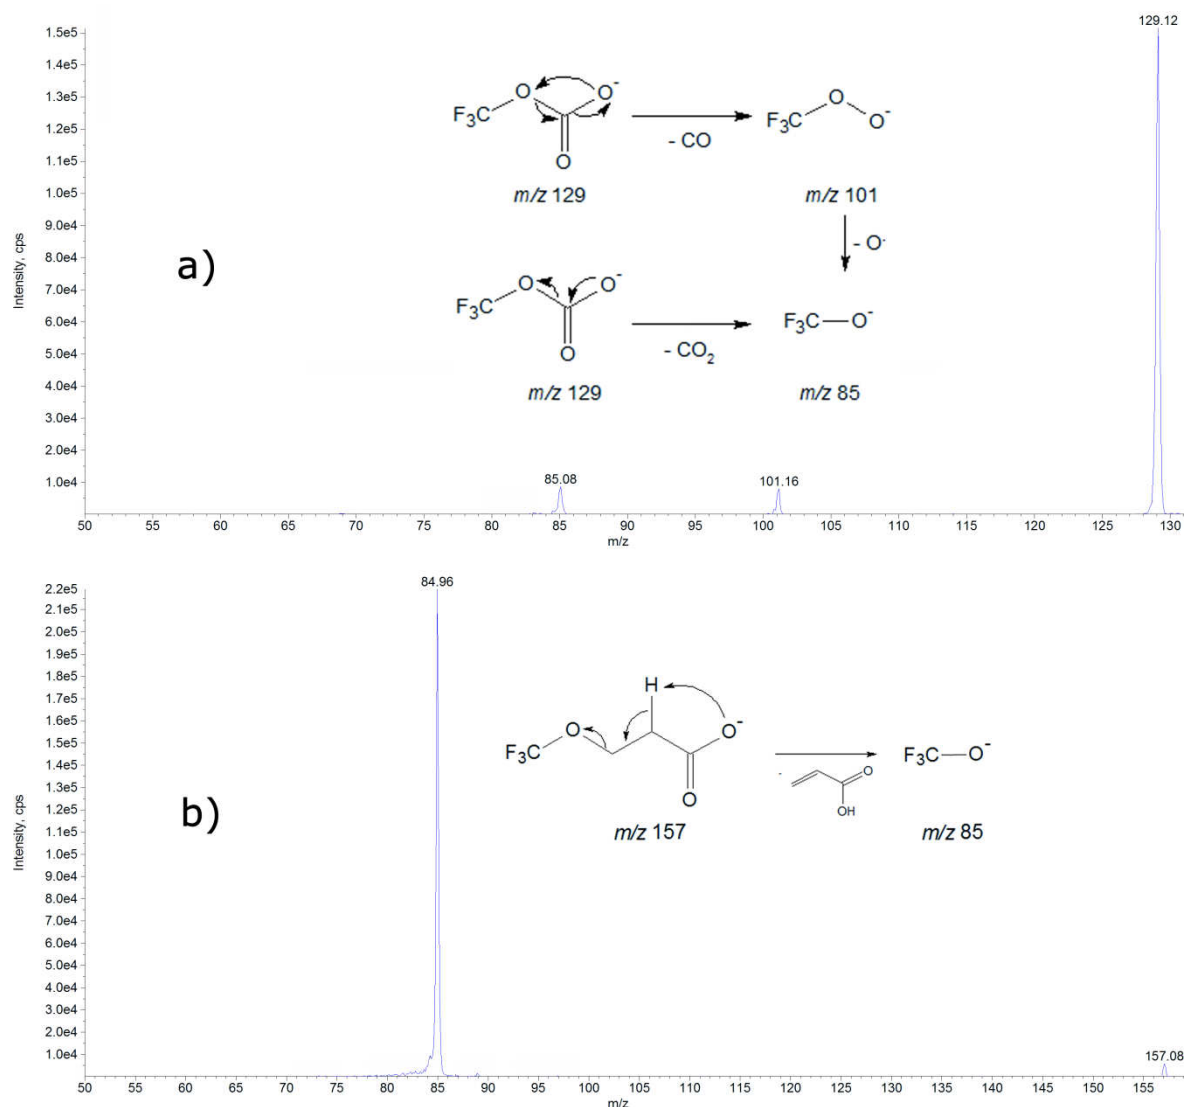 129.12
1.5e5
1.4e5
1.3e5
1.2e5
1.1e5
1.0e5
9.0e4
8.0e4
7.0e4
6.0e4
5.0e4
4.0e4
3.0e4
2.0e4
1.0e4
Intensity, cps
a)
F3C O O- O
m/z 129
- CO
F3C O O-
m/z 101
- O·
F3C O O- O
m/z 129
- CO2
F3C—O-
m/z 85
85.08
101.16
50 55 60 65 70 75 80 85 90 95 100 105 110 115 120 125 130
m/z
84.96
2.2e5
2.1e5
2.0e5
1.9e5
1.8e5
1.7e5
1.6e5
1.5e5
1.4e5
1.3e5
1.2e5
1.1e5
1.0e5
9.0e4
8.0e4
7.0e4
6.0e4
5.0e4
4.0e4
3.0e4
2.0e4
1.0e4
Intensity, cps
b)
H
F3C O O- O
m/z 157
- O OH
F3C—O-
m/z 85
157.08
50 55 60 65 70 75 80 85 90 95 100 105 110 115 120 125 130 135 140 145 150 155
m/z